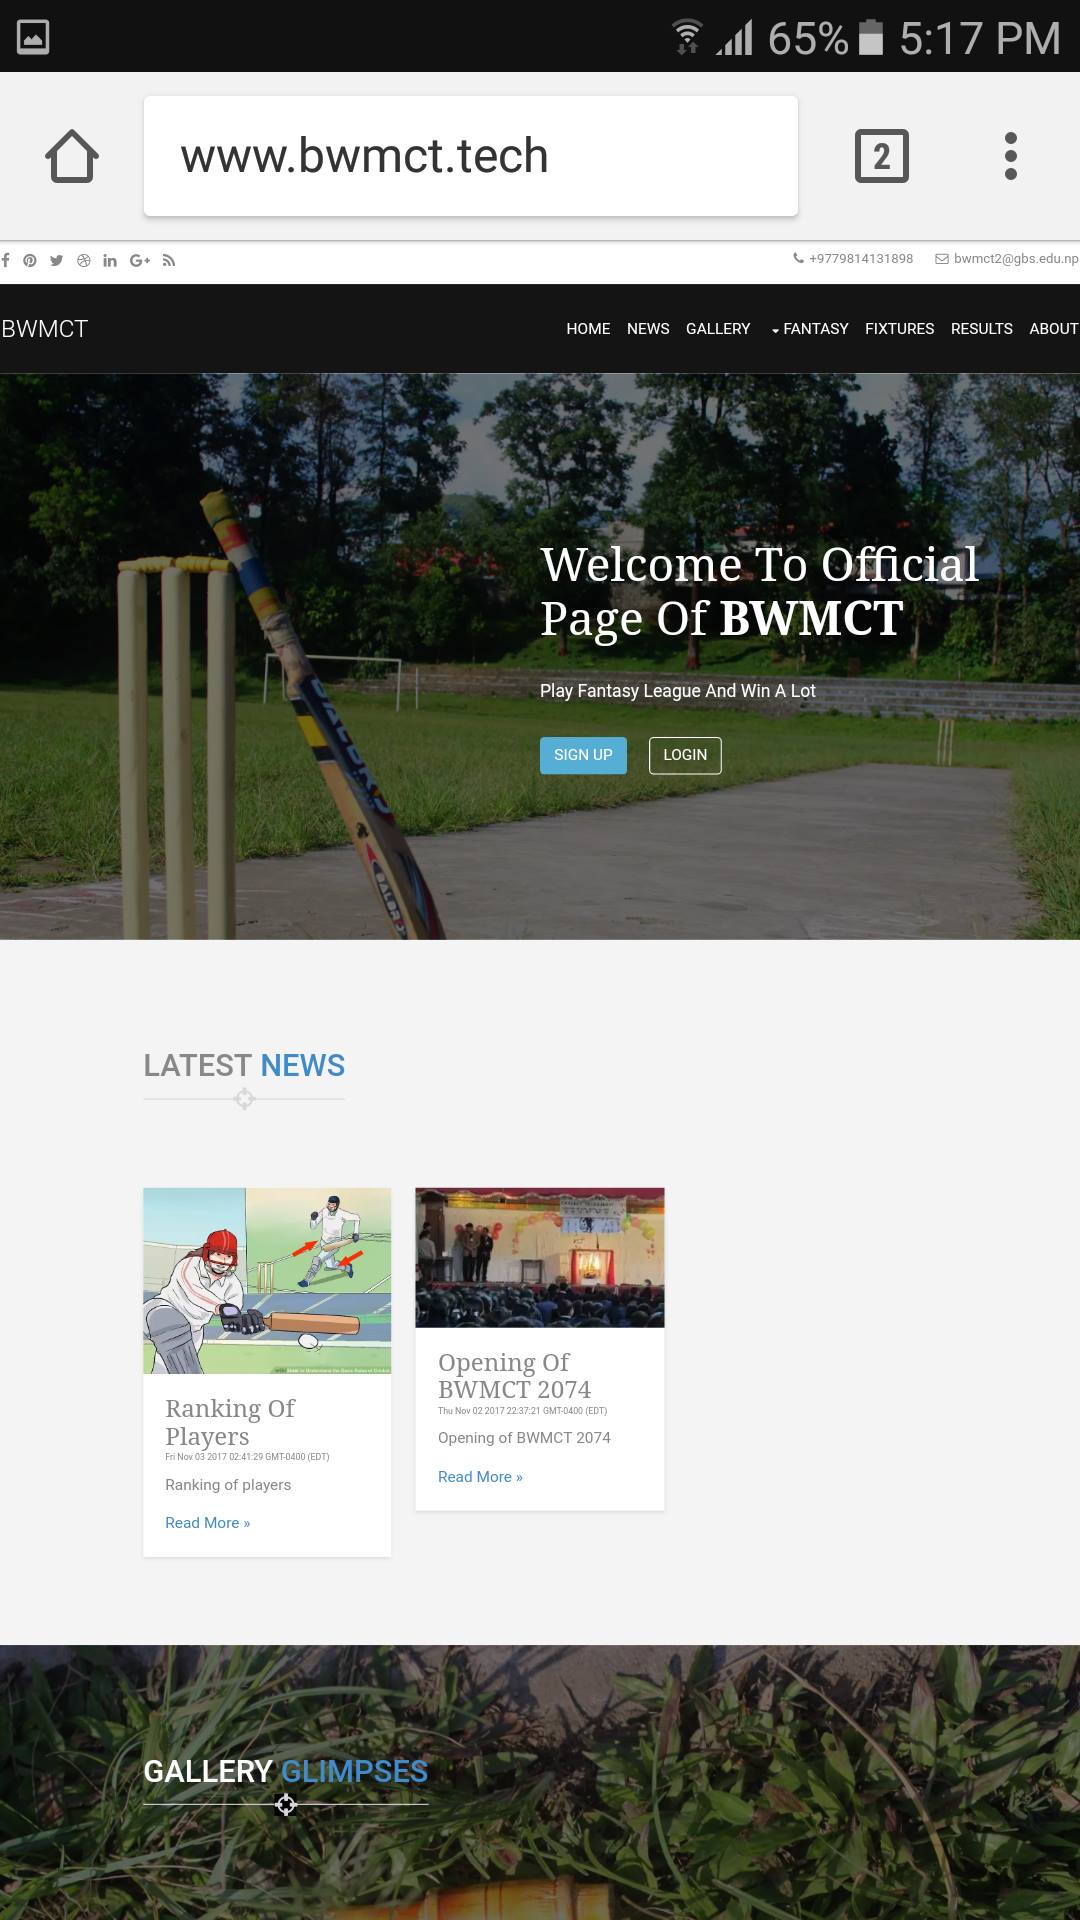 65% 5:17 PM
www.bwmct.tech
2
+9779814131898 bwmct2@gbs.edu.np
BWMCT
HOME NEWS GALLERY FANTASY FIXTURES RESULTS ABOUT
Welcome To Official
Page Of BWMCT
Play Fantasy League And Win A Lot
SIGN UP LOGIN
LATEST NEWS
Ranking Of
Players
Fri Nov 03 2017 02:41:29 GMT-0400 (EDT)
Ranking of players
Read More »
Opening Of
BWMCT 2074
Thu Nov 02 2017 22:37:21 GMT-0400 (EDT)
Opening of BWMCT 2074
Read More »
GALLERY GLIMPSES